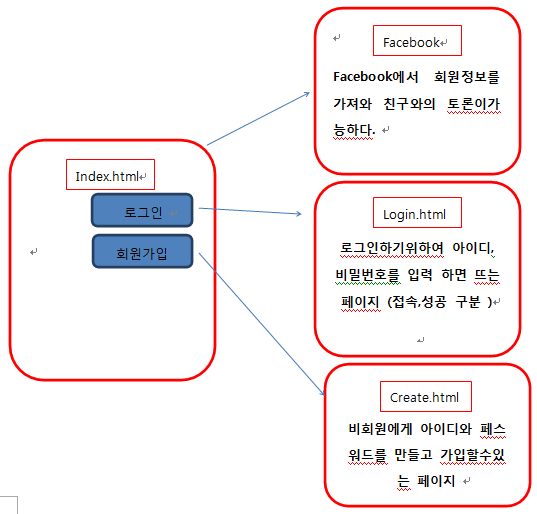 Index.html
로그인
회원가입
Facebook
Facebook에서 회원정보를
가져와 친구와의 토론이가
능하다.
Login.html
로그인하기위하여 아이디,
비밀번호를 입력 하면 뜨는
페이지 (접속,성공 구분 )
Create.html
비회원에게 아이디와 페스
워드를 만들고 가입할수있
는 페이지